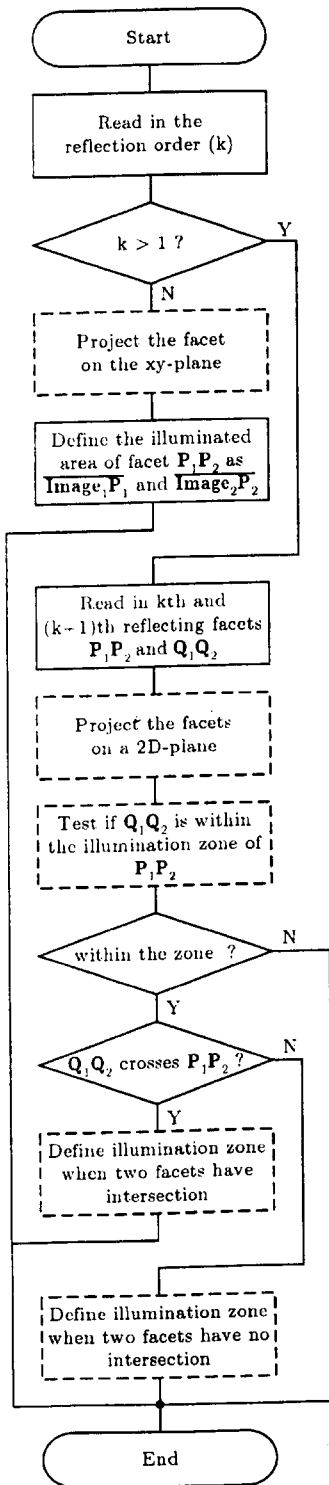 Start
Read in the
reflection order (k)
k > 1 ?
Y
N
Project the facet
on the xy-plane
Define the illuminated
area of facet P₁P₂ as
Image₁P₁ and Image₂P₂
Read in kth and
(k-1)th reflecting facets
P₁P₂ and Q₁Q₂
Project the facets
on a 2D-plane
Test if Q₁Q₂ is within
the illumination zone of
P₁P₂
within the zone ?
N
Y
Q₁Q₂ crosses P₁P₂ ?
N
Y
Define illumination zone
when two facets have
intersection
Define illumination zone
when two facets have no
intersection
End